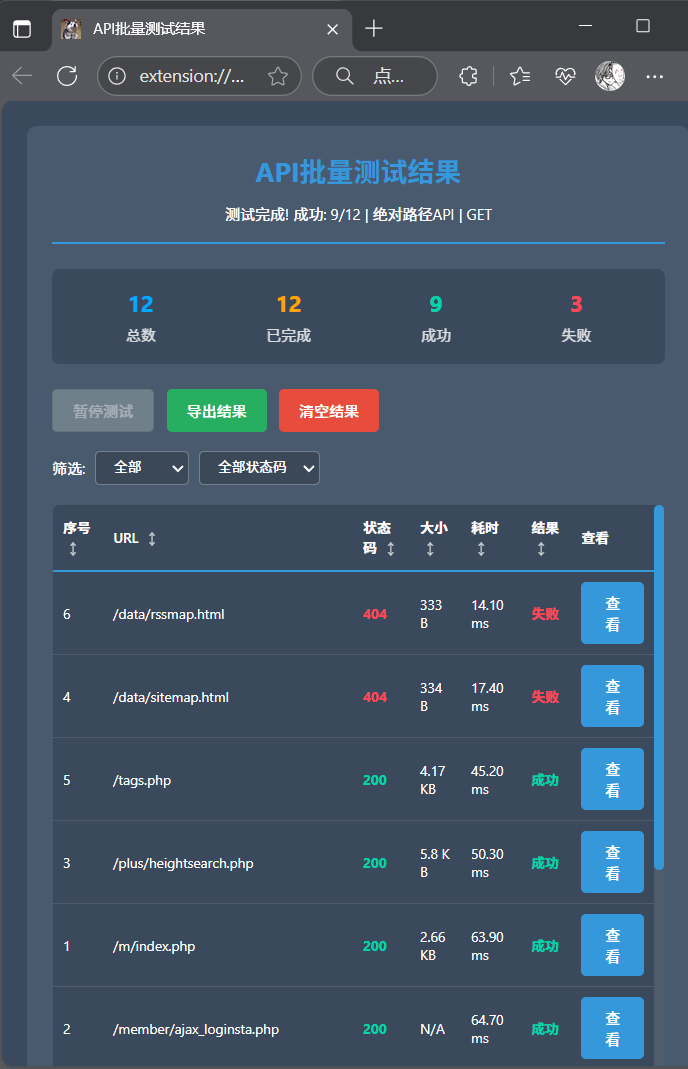 API批量测试结果
extension://...
点...
API批量测试结果
测试完成! 成功: 9/12 | 绝对路径API | GET
12 12 9 3
总数 已完成 成功 失败
暂停测试 导出结果 清空结果
筛选: 全部 全部状态码
序号 URL 状态码 大小 耗时 结果 查看
6 /data/rssmap.html 404 333 B 14.10 ms 失败 查看
4 /data/sitemap.html 404 334 B 17.40 ms 失败 查看
5 /tags.php 200 4.17 KB 45.20 ms 成功 查看
3 /plus/heightsearch.php 200 5.8 KB 50.30 ms 成功 查看
1 /m/index.php 200 2.66 KB 63.90 ms 成功 查看
2 /member/ajax_loginsta.php 200 N/A 64.70 ms 成功 查看